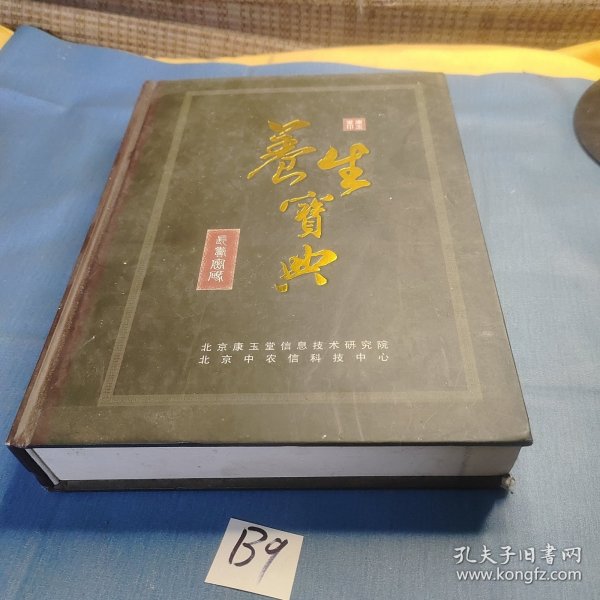 養生寶典
北京康玉堂信息技术研究院
北京中农信科技中心
B9
孔夫子旧书网
www.kongfz.com